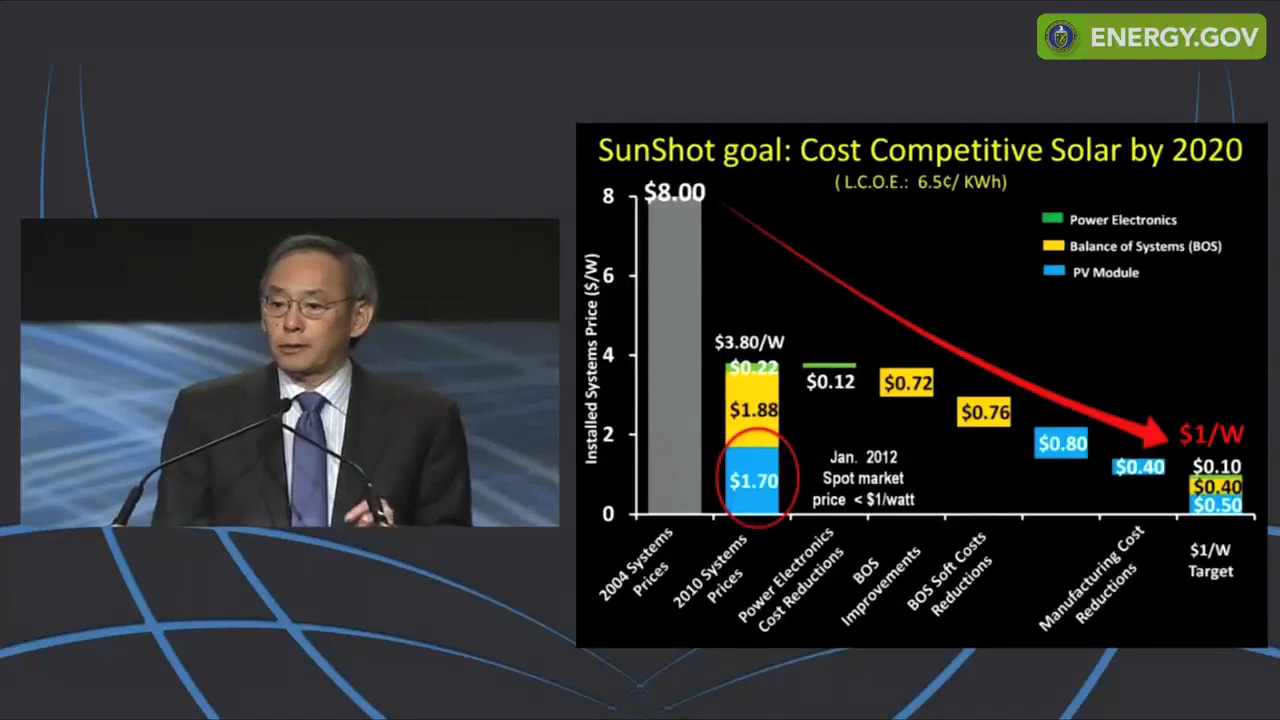 ENERGY.GOV
SunShot goal: Cost Competitive Solar by 2020
( L.C.O.E.: 6.5¢/ KWh)
Installed Systems Price ($/W)
8
6
4
2
0
$8.00
Power Electronics
Balance of Systems (BOS)
PV Module
$3.80/W
$0.22
$1.88
$1.70
$0.12
$0.72
$0.76
$0.80
$0.40
$1/W
$0.10
$0.40
$0.50
Jan. 2012
Spot market
price < $1/watt
2004 Systems
Prices
2010 Systems
Prices
Power Electronics
Cost Reductions
BOS
Improvements
BOS Soft Costs
Reductions
Manufacturing Cost
Reductions
$1/W
Target